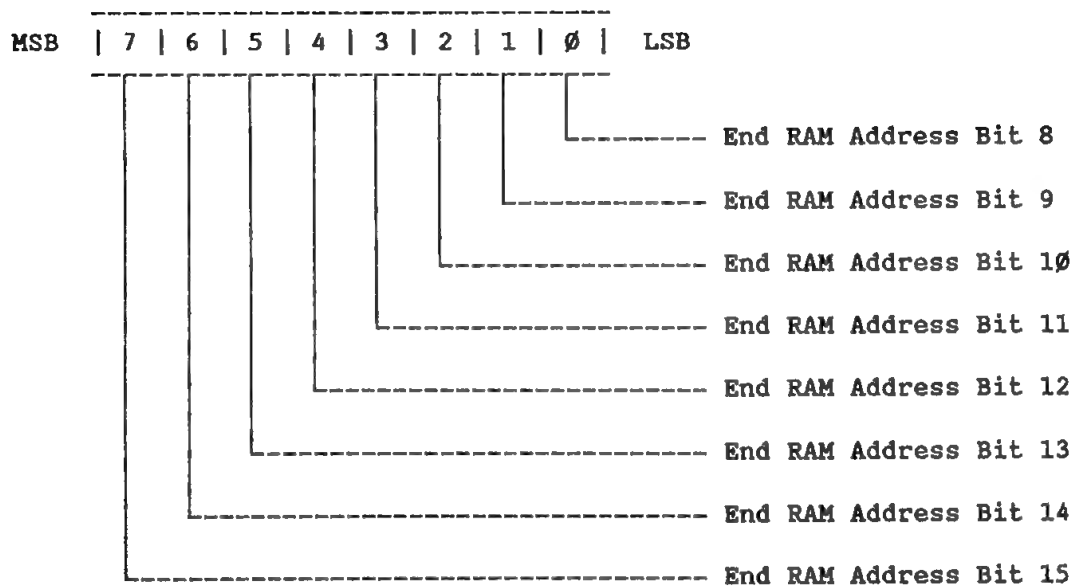 MSB | 7 | 6 | 5 | 4 | 3 | 2 | 1 | Ø | LSB
End RAM Address Bit 8
End RAM Address Bit 9
End RAM Address Bit 1Ø
End RAM Address Bit 11
End RAM Address Bit 12
End RAM Address Bit 13
End RAM Address Bit 14
End RAM Address Bit 15